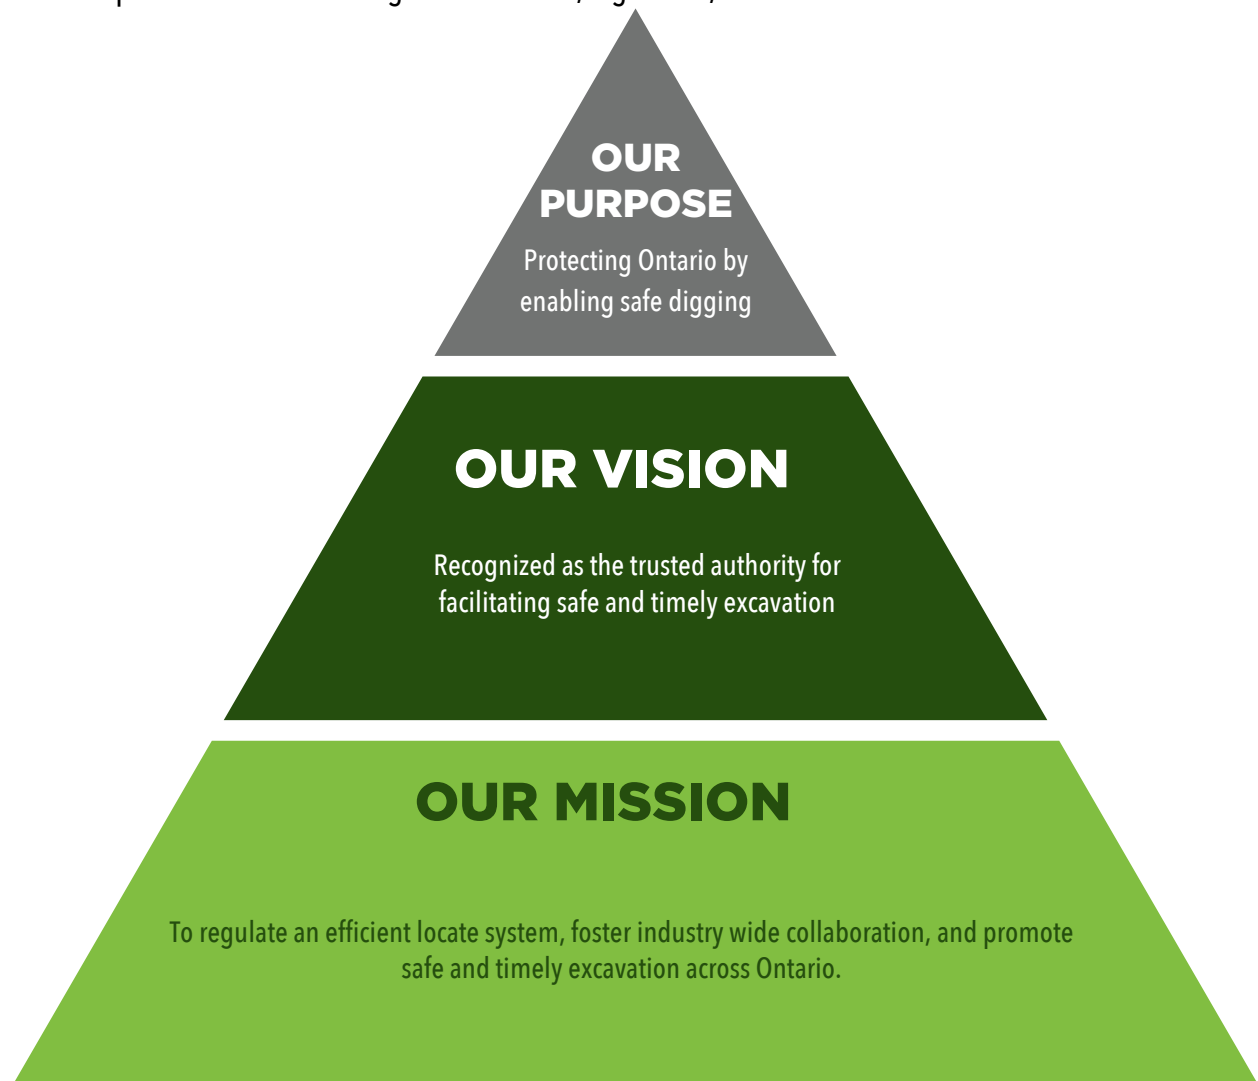 OUR
PURPOSE
Protecting Ontario by
enabling safe digging
OUR VISION
Recognized as the trusted authority for
facilitating safe and timely excavation
OUR MISSION
To regulate an efficient locate system, foster industry wide collaboration, and promote
safe and timely excavation across Ontario.